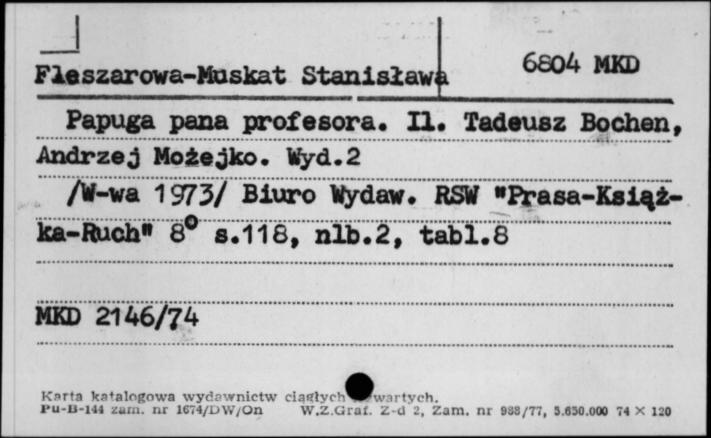 Fleszarowa-Muskat Stanisława 6804 MKD
Papuga pana profesora. Il. Tadeusz Bochen,
Andrzej Możejko. Wyd.2
/W-wa 1973/ Biuro Wydaw. RSW "Prasa-Książ-
ka-Ruch" 8° s.118, nlb.2, tabl.8
MKD 2146/74
Karta katalogowa wydawnictw ciągłych wartych.
Pu-B-144 zam. nr 1674/DW/On W.Z.Graf. Z-d 2, Zam. nr 988/77, 5.650.000 74 × 120